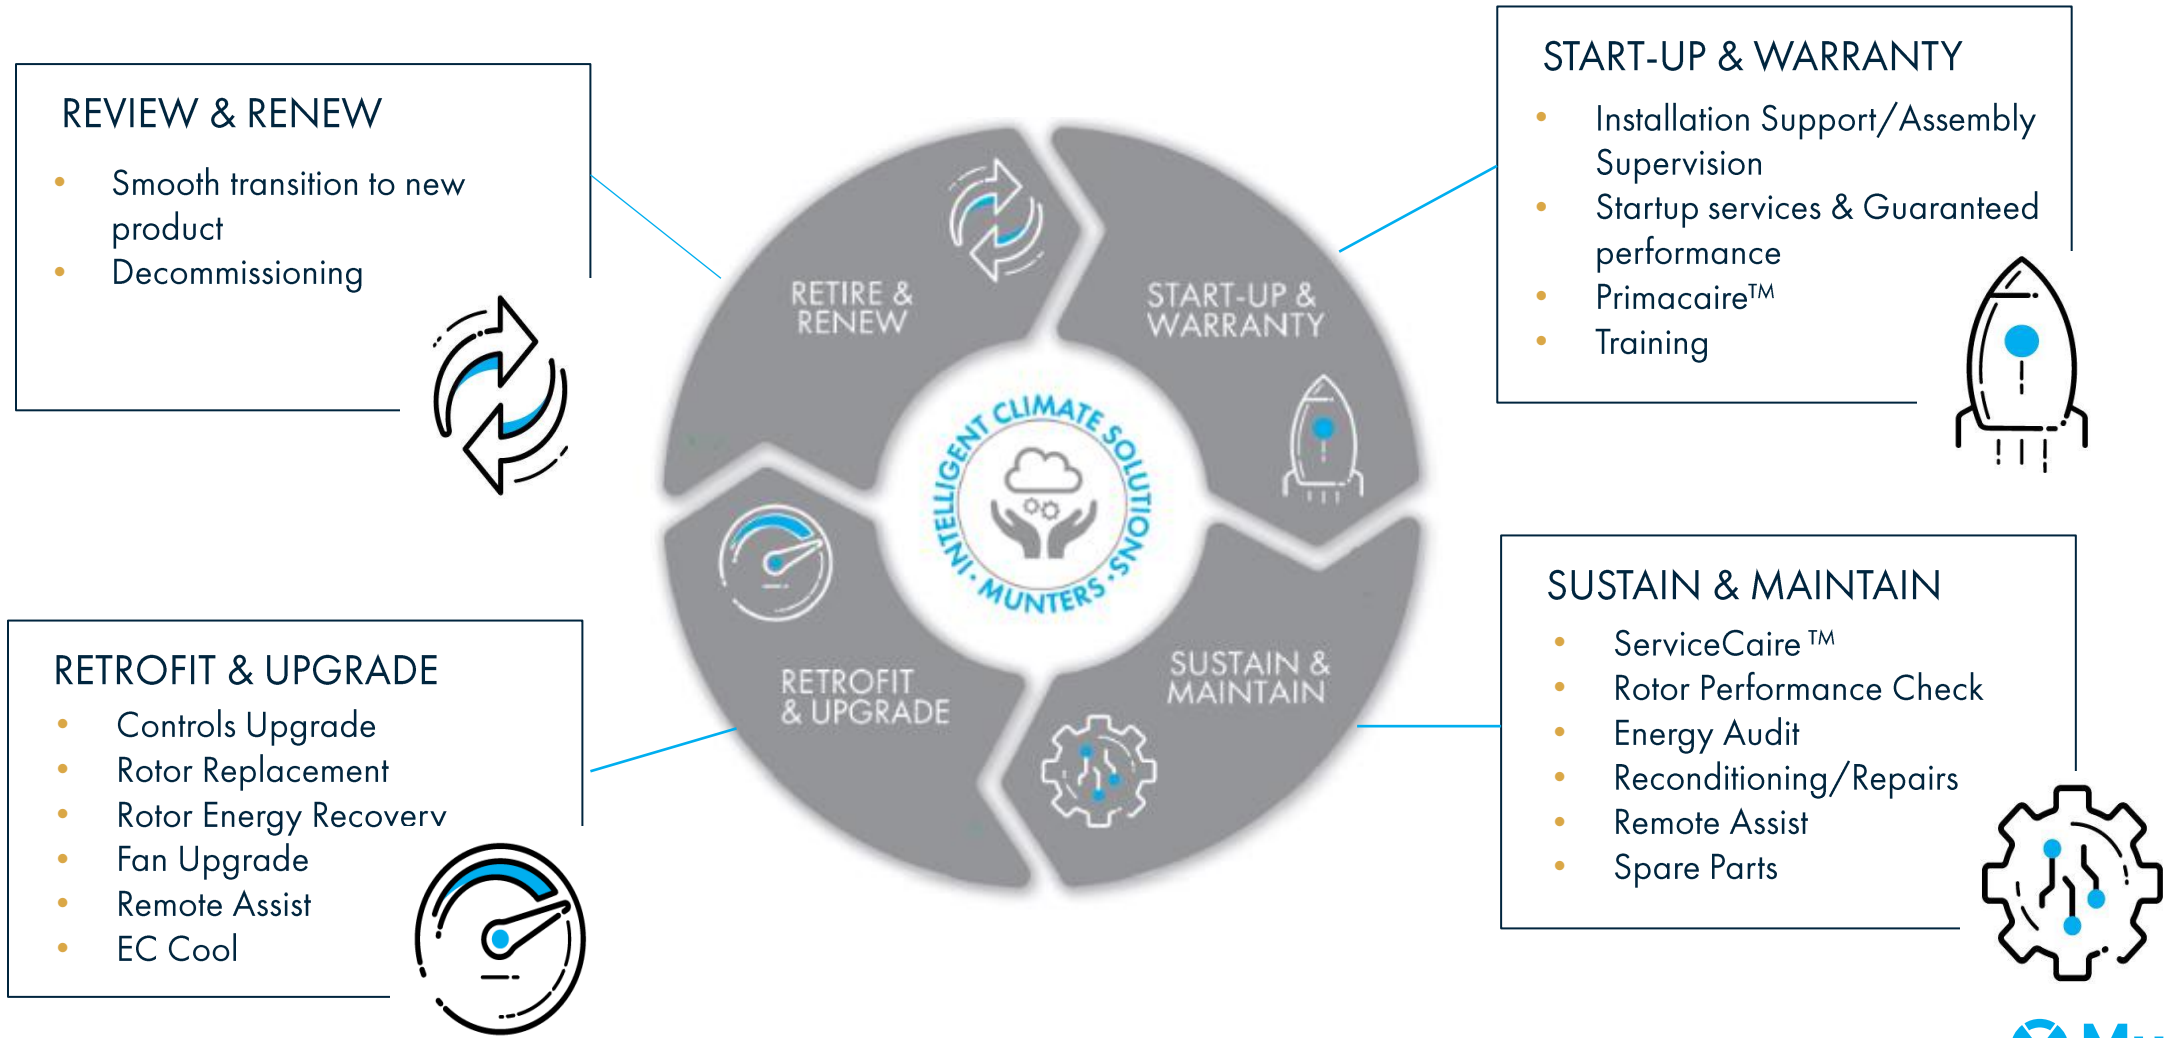 REVIEW & RENEW
• Smooth transition to new
product
• Decommissioning
START-UP & WARRANTY
• Installation Support/Assembly
Supervision
• Startup services & Guaranteed
performance
• Primacaire™
• Training
RETIRE &
RENEW
START-UP &
WARRANTY
INTELLIGENT CLIMATE SOLUTIONS
· MUNTERS ·
RETROFIT
& UPGRADE
SUSTAIN &
MAINTAIN
RETROFIT & UPGRADE
• Controls Upgrade
• Rotor Replacement
• Rotor Energy Recovery
• Fan Upgrade
• Remote Assist
• EC Cool
SUSTAIN & MAINTAIN
• ServiceCaire ™
• Rotor Performance Check
• Energy Audit
• Reconditioning/Repairs
• Remote Assist
• Spare Parts